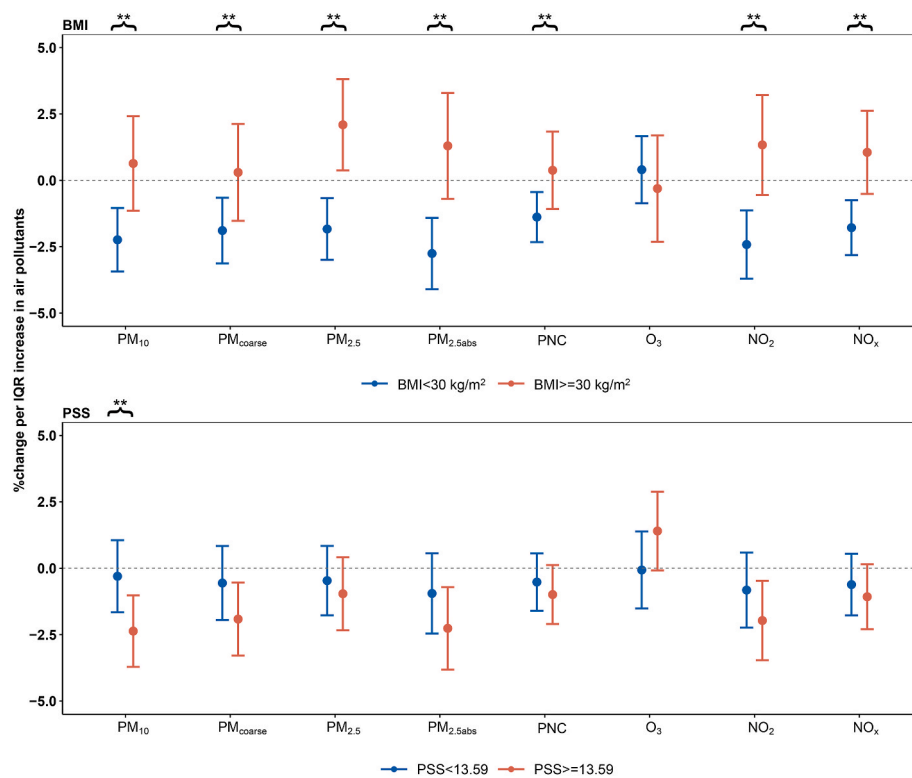 ** ** ** ** ** ** **
BMI
5.0
2.5
0.0
−2.5
−5.0
PM₁₀ PMcoarse PM₂.₅ PM₂.₅abs PNC O₃ NO₂ NOₓ
BMI<30 kg/m² BMI>=30 kg/m²
%change per IQR increase in air pollutants
**
PSS
5.0
2.5
0.0
−2.5
−5.0
PM₁₀ PMcoarse PM₂.₅ PM₂.₅abs PNC O₃ NO₂ NOₓ
PSS<13.59 PSS>=13.59